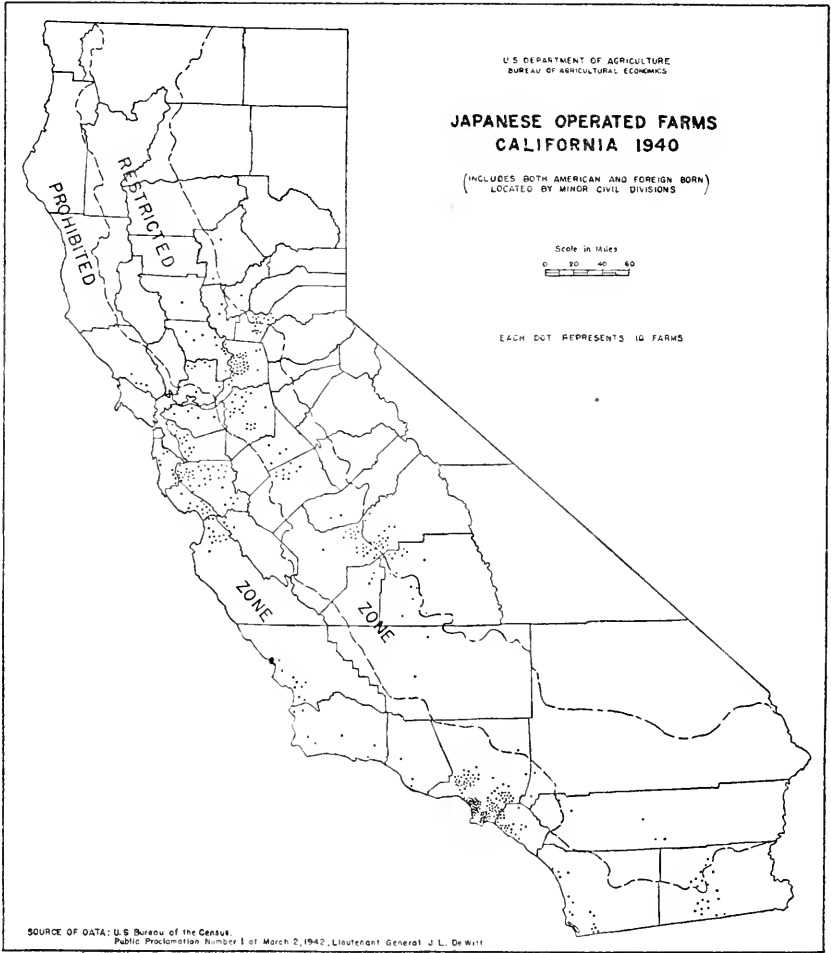 U S DEPARTMENT OF AGRICULTURE
BUREAU OF AGRICULTURAL ECONOMICS
JAPANESE OPERATED FARMS
CALIFORNIA 1940
(INCLUDES BOTH AMERICAN AND FOREIGN BORN
LOCATED BY MINOR CIVIL DIVISIONS)
Scale in Miles
0 20 40 60
EACH DOT REPRESENTS 10 FARMS
PROHIBITED
RESTRICTED
ZONE
ZONE
SOURCE OF DATA: U.S Bureau of the Census.
Public Proclamation Number 1 of March 2, 1942, Lieutenant General J L. De Witt